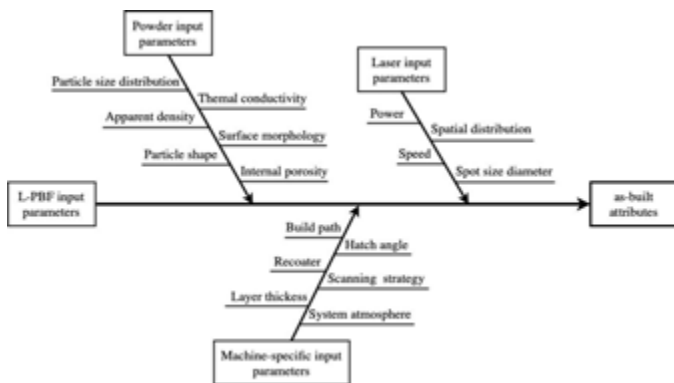 Powder input
parameters
Laser input
parameters
Particle size distribution
Themal conductivity
Apparent density
Surface morphology
Particle shape
Internal porosity
Power
Spatial distribution
Speed
Spot size diameter
L-PBF input
parameters
as-built
attributes
Build path
Hatch angle
Recoater
Scanning strategy
Layer thickess
System atmosphere
Machine-specific input
parameters